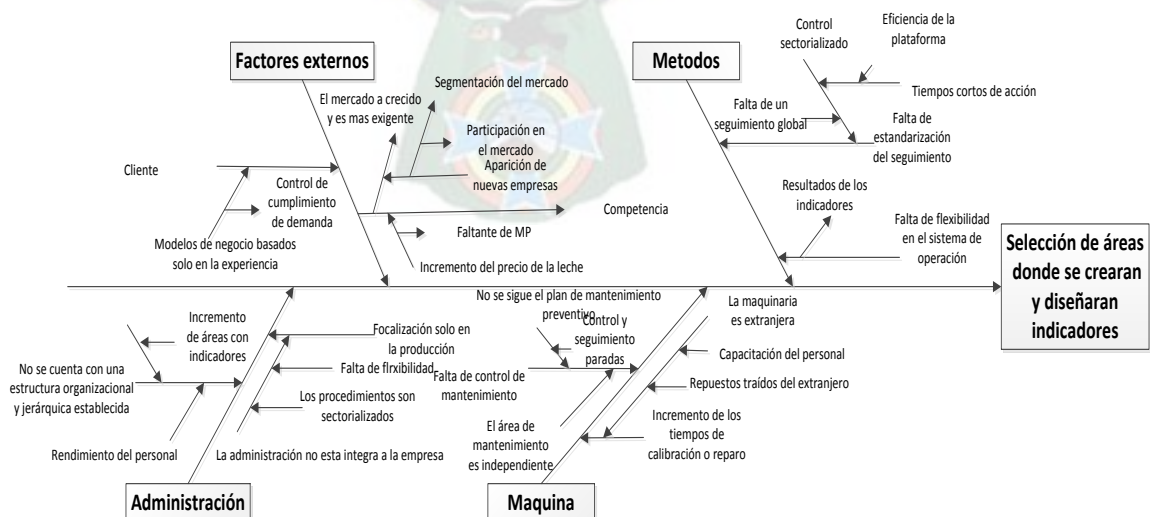 Factores externos
El mercado a crecido
y es mas exigente
Segmentación del mercado
Participación en
el mercado
Aparición de
nuevas empresas
Cliente
Control de
cumplimiento
de demanda
Modelos de negocio basados
solo en la experiencia
Competencia
Faltante de MP
Incremento del precio de la leche
Metodos
Control
sectorializado
Eficiencia de la
plataforma
Tiempos cortos de acción
Falta de un
seguimiento global
Falta de
estandarización
del seguimiento
Resultados de los
indicadores
Falta de flexibilidad
en el sistema de
operación
Selección de áreas
donde se crearan
y diseñaran
indicadores
Incremento
de áreas con
indicadores
No se cuenta con una
estructura organizacional
y jerárquica establecida
Rendimiento del personal
Focalización solo en
la producción
Falta de flrxibilidad
Los procedimientos son
sectorializados
La administración no esta integra a la empresa
Administración
No se sigue el plan de mantenimiento
preventivo
Control y
seguimiento
paradas
Falta de control de
mantenimiento
El área de
mantenimiento
es independiente
La maquinaria
es extranjera
Capacitación del personal
Repuestos traídos del extranjero
Incremento de los
tiempos de
calibración o reparo
Maquina